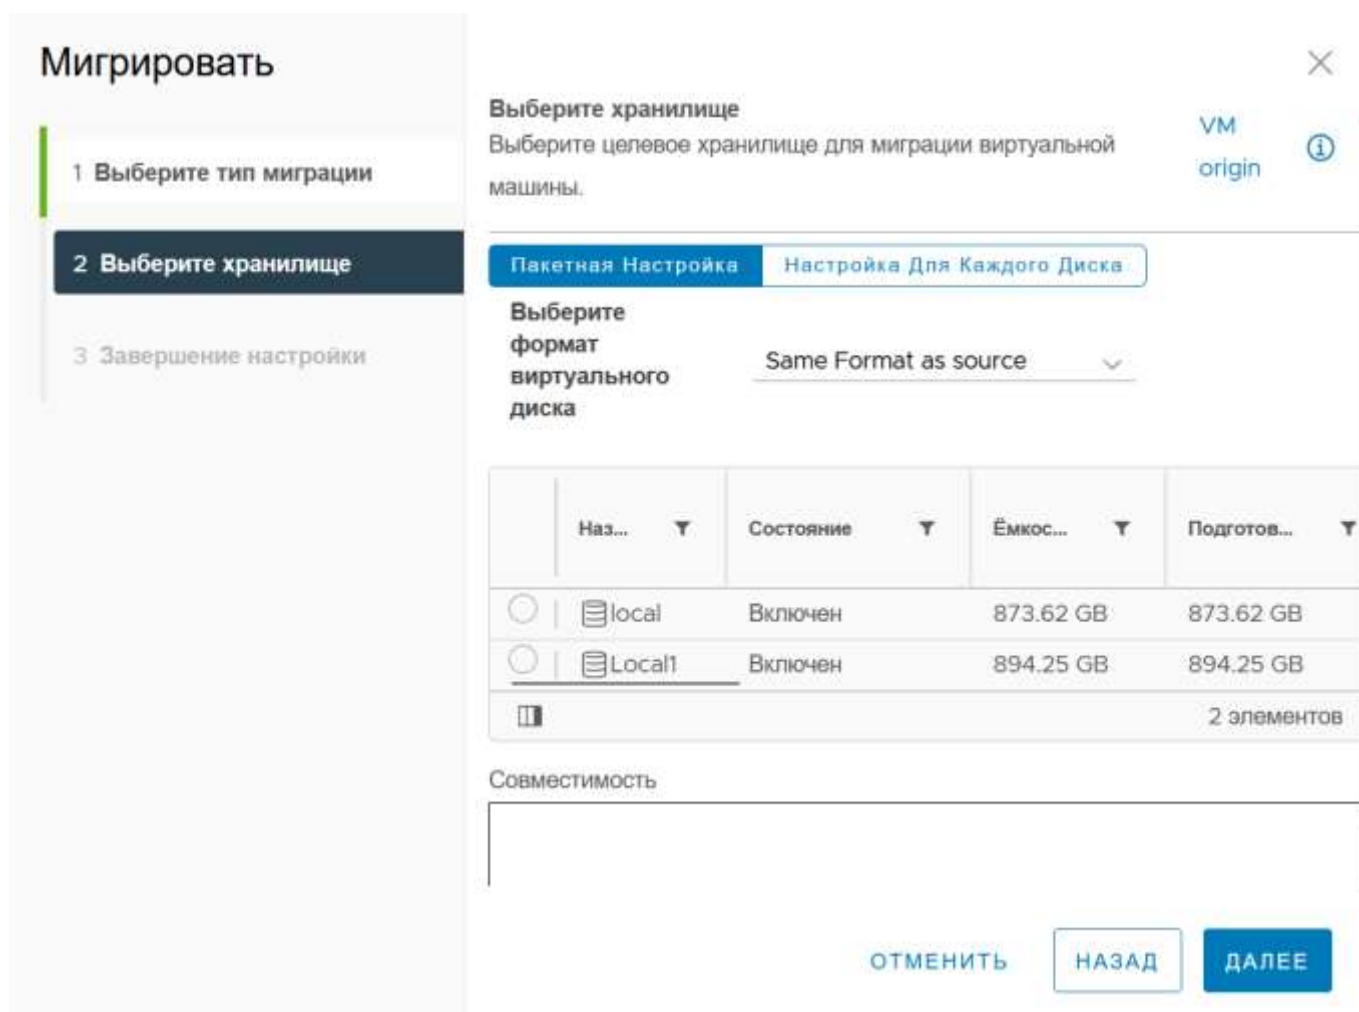 Мигрировать
1 Выберите тип миграции
2 Выберите хранилище
3 Завершение настройки
Выберите хранилище
Выберите целевое хранилище для миграции виртуальной
машины.
VM
origin
Пакетная Настройка
Настройка Для Каждого Диска
Выберите
формат
виртуального
диска
Same Format as source
Наз... Состояние Ёмкос... Подготов...
local Включен 873.62 GB 873.62 GB
Local1 Включен 894.25 GB 894.25 GB
2 элементов
Совместимость
ОТМЕНИТЬ НАЗАД ДАЛЕЕ